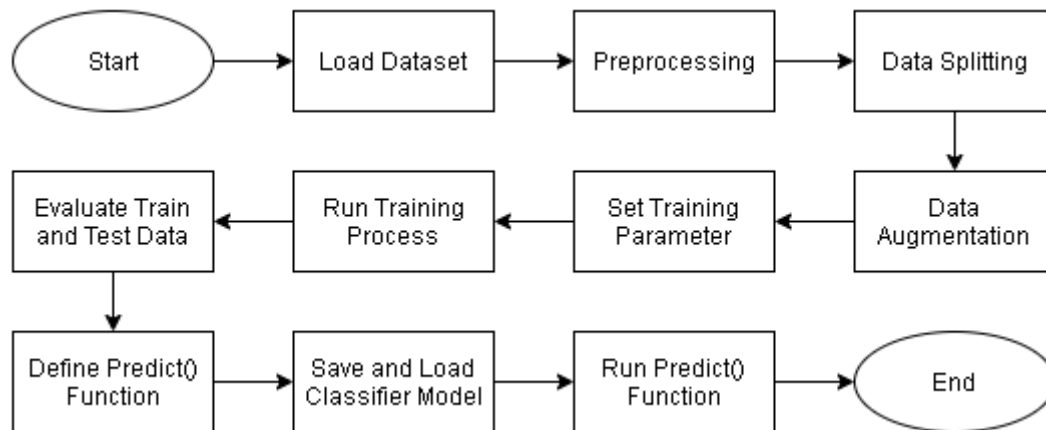 Start
Load Dataset
Preprocessing
Data Splitting
Data
Augmentation
Set Training
Parameter
Run Training
Process
Evaluate Train
and Test Data
Define Predict()
Function
Save and Load
Classifier Model
Run Predict()
Function
End